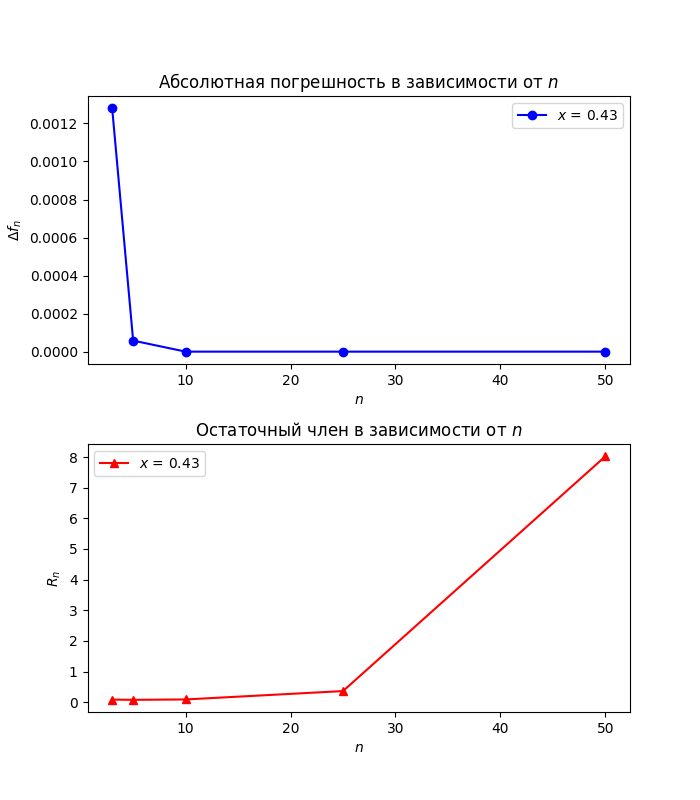 Абсолютная погрешность в зависимости от n
x = 0.43
0.0012
0.0010
0.0008
0.0006
0.0004
0.0002
0.0000
Δfₙ
10 20 30 40 50
n
Остаточный член в зависимости от n
x = 0.43
8
7
6
5
4
3
2
1
0
Rₙ
10 20 30 40 50
n